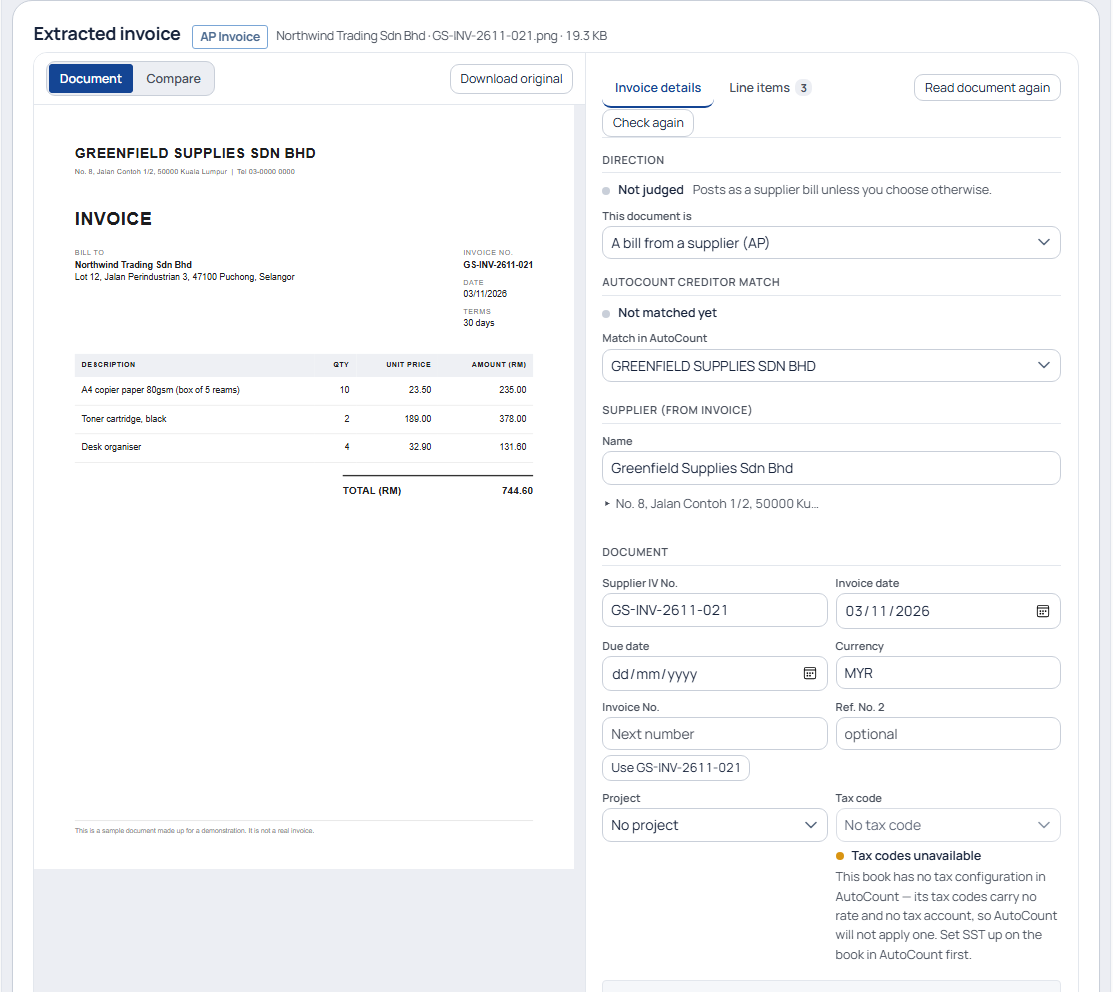 Extracted invoice AP Invoice Northwind Trading Sdn Bhd · GS-INV-2611-021.png · 19.3 KB
Document Compare Download original
GREENFIELD SUPPLIES SDN BHD
No. 8, Jalan Contoh 1/2, 50000 Kuala Lumpur | Tel 03-0000 0000
INVOICE
BILL TO
Northwind Trading Sdn Bhd
Lot 12, Jalan Perindustrian 3, 47100 Puchong, Selangor
INVOICE NO.
GS-INV-2611-021
DATE
03/11/2026
TERMS
30 days
DESCRIPTION QTY UNIT PRICE AMOUNT (RM)
A4 copier paper 80gsm (box of 5 reams) 10 23.50 235.00
Toner cartridge, black 2 189.00 378.00
Desk organiser 4 32.90 131.60
TOTAL (RM) 744.60
This is a sample document made up for a demonstration. It is not a real invoice.
Invoice details Line items 3 Read document again
Check again
DIRECTION
Not judged Posts as a supplier bill unless you choose otherwise.
This document is
A bill from a supplier (AP)
AUTOCOUNT CREDITOR MATCH
Not matched yet
Match in AutoCount
GREENFIELD SUPPLIES SDN BHD
SUPPLIER (FROM INVOICE)
Name
Greenfield Supplies Sdn Bhd
No. 8, Jalan Contoh 1/2, 50000 Ku…
DOCUMENT
Supplier IV No. Invoice date
GS-INV-2611-021 03/11/2026
Due date Currency
dd/mm/yyyy MYR
Invoice No. Ref. No. 2
Next number optional
Use GS-INV-2611-021
Project Tax code
No project No tax code
Tax codes unavailable
This book has no tax configuration in
AutoCount — its tax codes carry no
rate and no tax account, so AutoCount
will not apply one. Set SST up on the
book in AutoCount first.